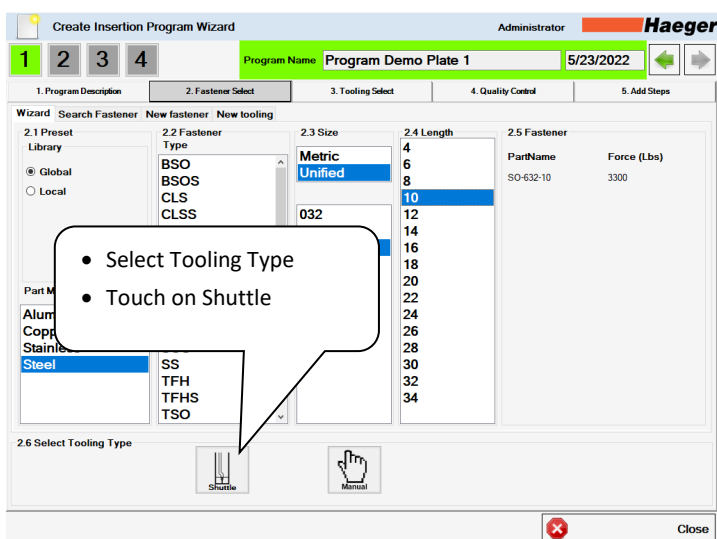 Create Insertion Program Wizard
Administrator
Haeger
1 2 3 4
Program Name Program Demo Plate 1 5/23/2022
1. Program Description 2. Fastener Select 3. Tooling Select 4. Quality Control 5. Add Steps
Wizard Search Fastener New fastener New tooling
2.1 Preset
Library
Global
Local
2.2 Fastener
Type
BSO
BSOS
CLS
CLSS
2.3 Size
Metric
Unified
032
2.4 Length
4
6
8
10
12
14
16
18
20
22
24
26
28
30
32
34
2.5 Fastener
PartName Force (Lbs)
SO-632-10 3300
• Select Tooling Type
• Touch on Shuttle
Part M
Alum
Copp
Stainless
Steel
SS
TFH
TFHS
TSO
2.6 Select Tooling Type
Shuttle
Manual
Close